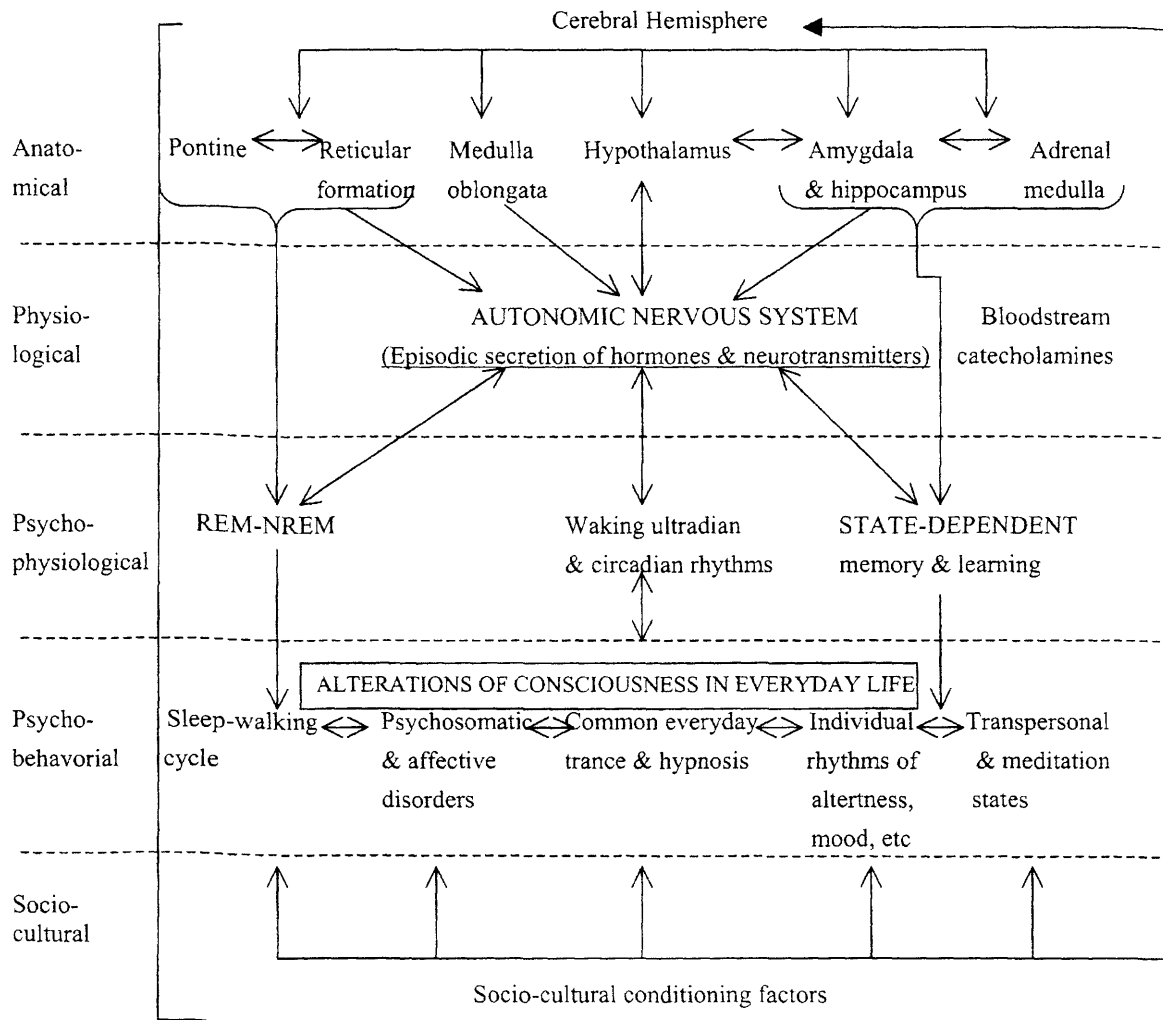 Cerebral Hemisphere
Anato-
mical
Pontine
Reticular
formation
Medulla
oblongata
Hypothalamus
Amygdala
& hippocampus
Adrenal
medulla
Physio-
logical
AUTONOMIC NERVOUS SYSTEM
(Episodic secretion of hormones & neurotransmitters)
Bloodstream
catecholamines
Psycho-
physiological
REM-NREM
Waking ultradian
& circadian rhythms
STATE-DEPENDENT
memory & learning
ALTERATIONS OF CONSCIOUSNESS IN EVERYDAY LIFE
Psycho-
behavorial
Sleep-walking
cycle
Psychosomatic
& affective
disorders
Common everyday
trance & hypnosis
Individual
rhythms of
altertness,
mood, etc
Transpersonal
& meditation
states
Socio-
cultural
Socio-cultural conditioning factors